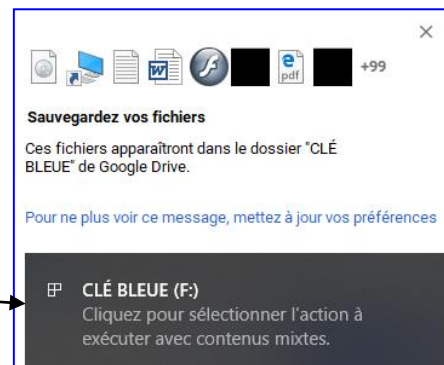 pdf
+99
Sauvegardez vos fichiers
Ces fichiers apparaîtront dans le dossier "CLÉ
BLEUE" de Google Drive.
Pour ne plus voir ce message, mettez à jour vos préférences
CLÉ BLEUE (F:)
Cliquez pour sélectionner l'action à
exécuter avec contenus mixtes.